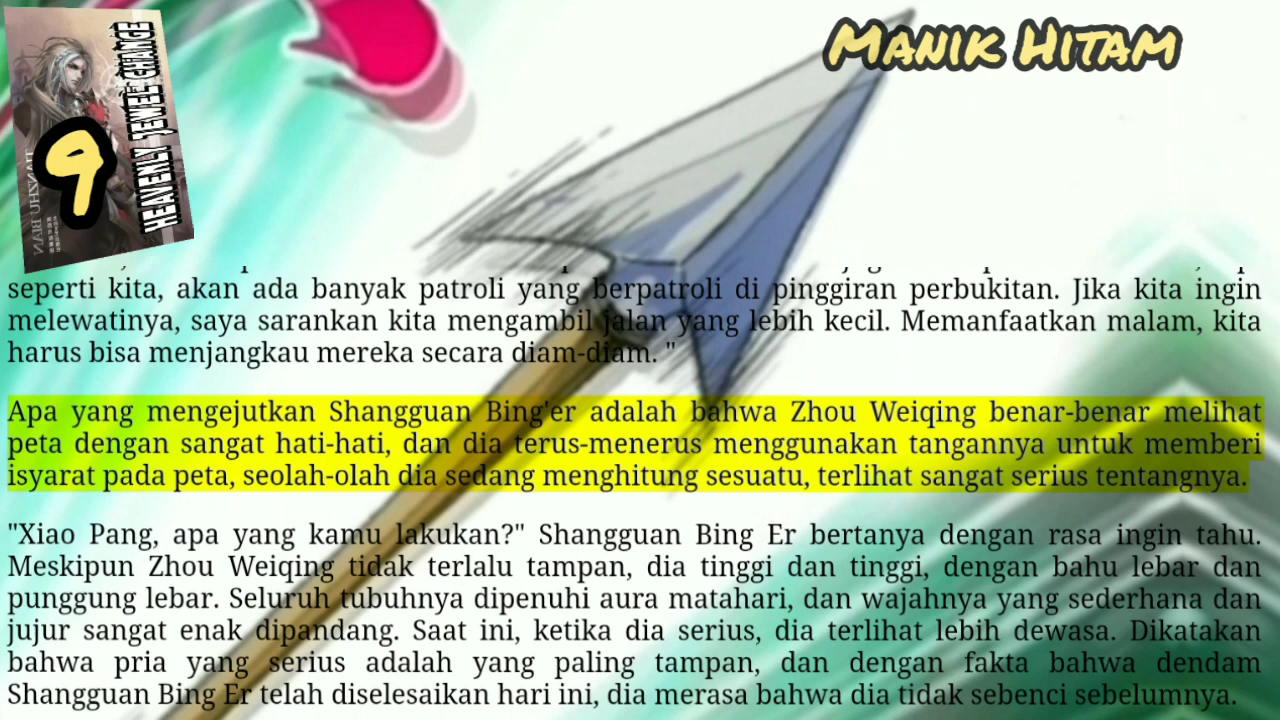 Manik Hitam
9
HEAVENLY JEWEL CHANGE
seperti kita, akan ada banyak patroli yang berpatroli di pinggiran perbukitan. Jika kita ingin
melewatinya, saya sarankan kita mengambil jalan yang lebih kecil. Memanfaatkan malam, kita
harus bisa menjangkau mereka secara diam-diam. "
Apa yang mengejutkan Shangguan Bing'er adalah bahwa Zhou Weiqing benar-benar melihat
peta dengan sangat hati-hati, dan dia terus-menerus menggunakan tangannya untuk memberi
isyarat pada peta, seolah-olah dia sedang menghitung sesuatu, terlihat sangat serius tentangnya.
"Xiao Pang, apa yang kamu lakukan?" Shangguan Bing Er bertanya dengan rasa ingin tahu.
Meskipun Zhou Weiqing tidak terlalu tampan, dia tinggi dan tinggi, dengan bahu lebar dan
punggung lebar. Seluruh tubuhnya dipenuhi aura matahari, dan wajahnya yang sederhana dan
jujur sangat enak dipandang. Saat ini, ketika dia serius, dia terlihat lebih dewasa. Dikatakan
bahwa pria yang serius adalah yang paling tampan, dan dengan fakta bahwa dendam
Shangguan Bing Er telah diselesaikan hari ini, dia merasa bahwa dia tidak sebenci sebelumnya.